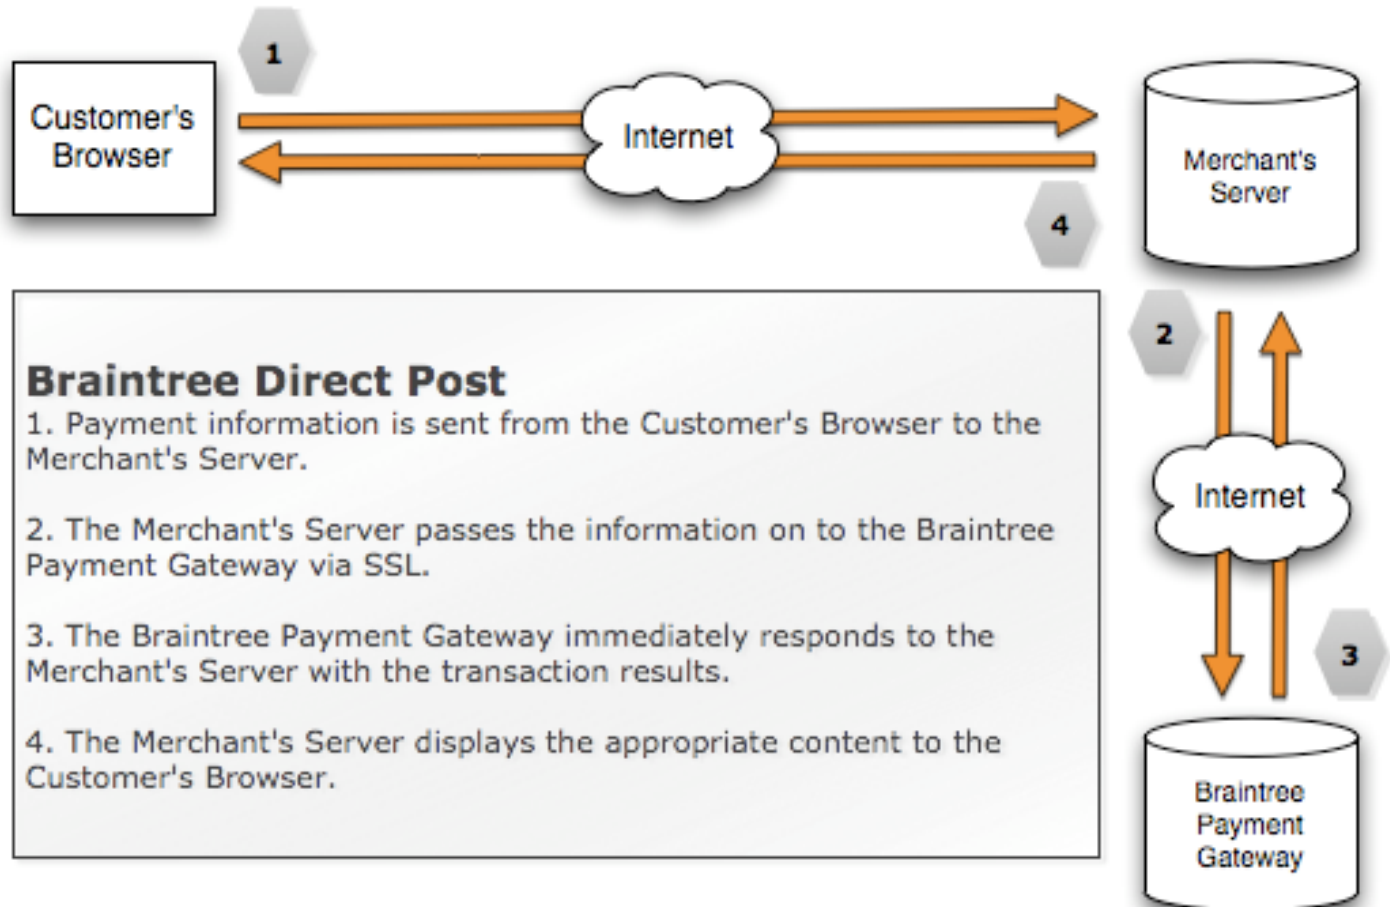 1
Customer's
Browser
Internet
Merchant's
Server
4
2
Braintree Direct Post
1. Payment information is sent from the Customer's Browser to the
Merchant's Server.
2. The Merchant's Server passes the information on to the Braintree
Payment Gateway via SSL.
3. The Braintree Payment Gateway immediately responds to the
Merchant's Server with the transaction results.
4. The Merchant's Server displays the appropriate content to the
Customer's Browser.
Internet
3
Braintree
Payment
Gateway